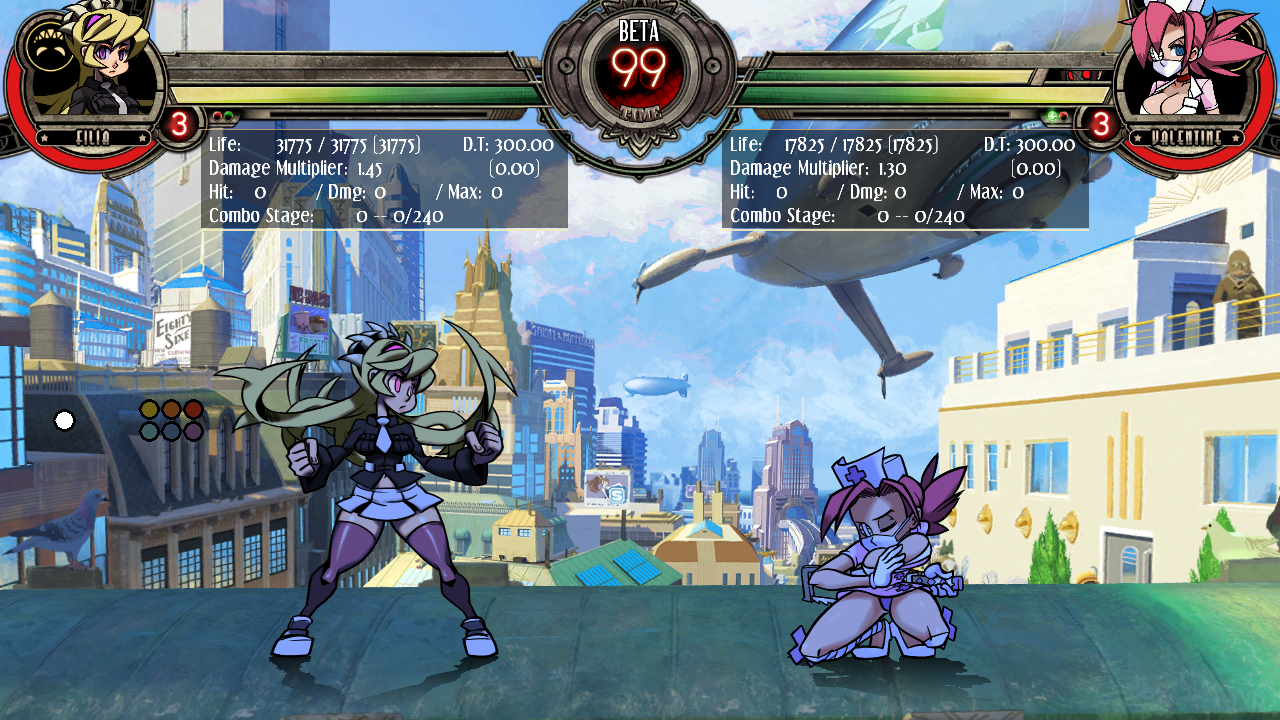 BETA
99
TIME
FILIA
3
3
VALENTINE
Life: 31775 / 31775 [31775] D.T: 300.00
Damage Multiplier: 1.45 [0.00]
Hit: 0 / Dmg: 0 / Max: 0
Combo Stage: 0 -- 0/240
Life: 17825 / 17825 [17825] D.T: 300.00
Damage Multiplier: 1.30 [0.00]
Hit: 0 / Dmg: 0 / Max: 0
Combo Stage: 0 -- 0/240
EIGHTY
SIX
CLOTHING
S